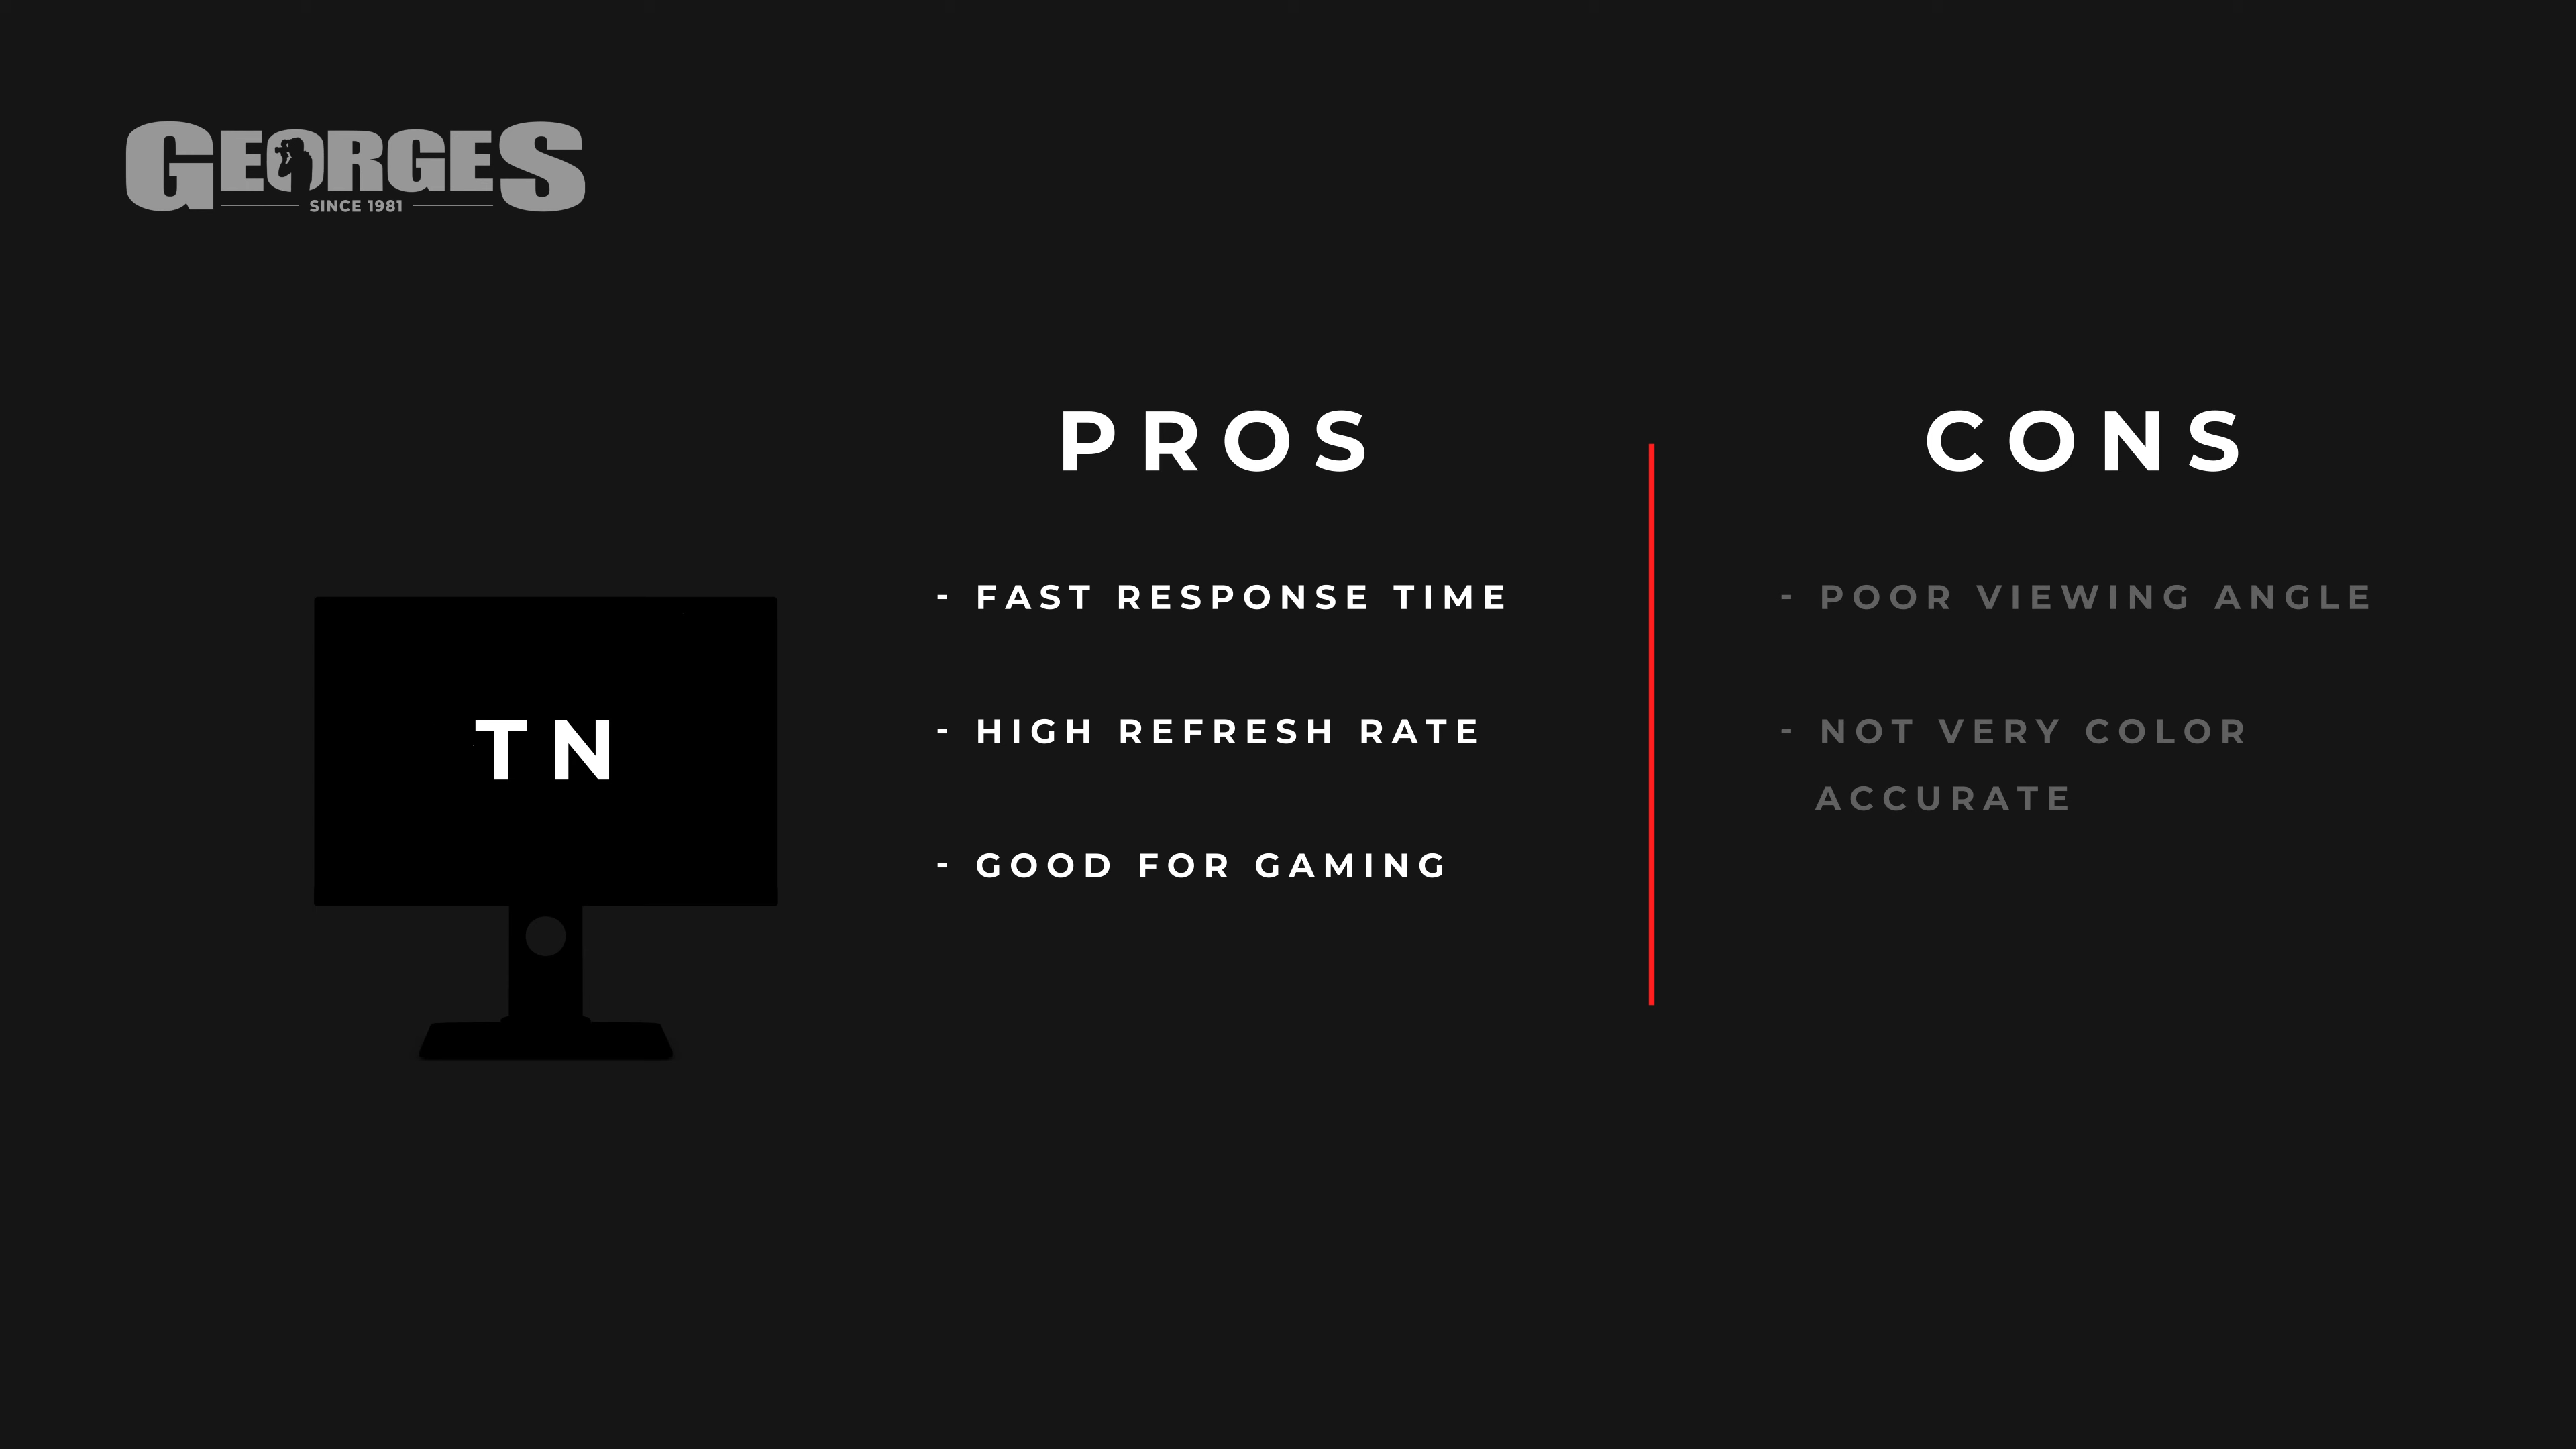 GEORGES
SINCE 1981
PROS
CONS
TN
- FAST RESPONSE TIME
- HIGH REFRESH RATE
- GOOD FOR GAMING
- POOR VIEWING ANGLE
- NOT VERY COLOR
ACCURATE